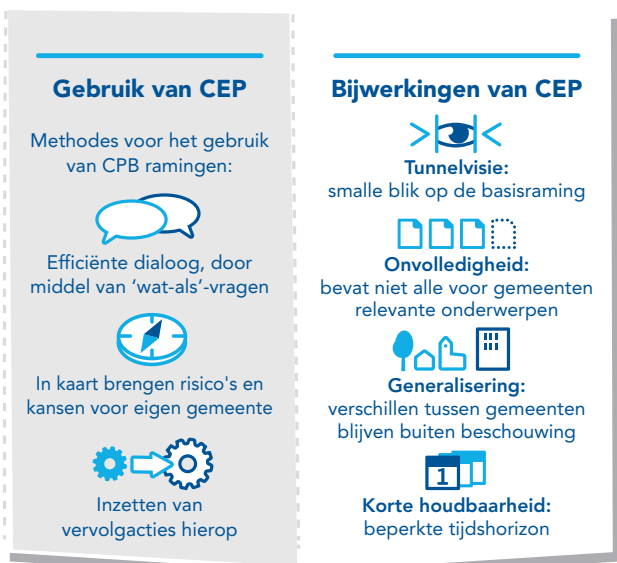 Gebruik van CEP
Methodes voor het gebruik
van CPB ramingen:
Efficiënte dialoog, door
middel van ‘wat-als’-vragen
In kaart brengen risico's en
kansen voor eigen gemeente
Inzetten van
vervolgacties hierop
Bijwerkingen van CEP
Tunnelvisie:
smalle blik op de basisraming
Onvolledigheid:
bevat niet alle voor gemeenten
relevante onderwerpen
Generalisering:
verschillen tussen gemeenten
blijven buiten beschouwing
1
Korte houdbaarheid:
beperkte tijdshorizon